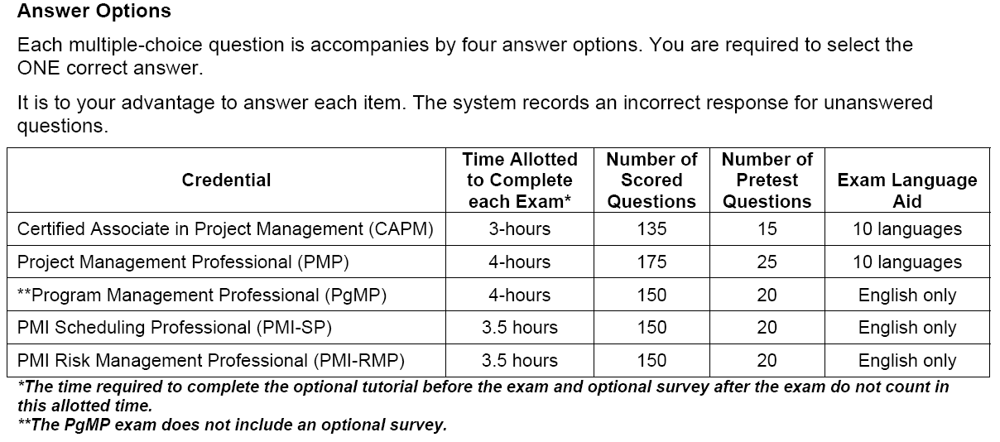 Answer Options
Each multiple-choice question is accompanies by four answer options. You are required to select the
ONE correct answer.
It is to your advantage to answer each item. The system records an incorrect response for unanswered
questions.
Credential
Time Allotted
to Complete
each Exam*
Number of
Scored
Questions
Number of
Pretest
Questions
Exam Language
Aid
Certified Associate in Project Management (CAPM) 3-hours 135 15 10 languages
Project Management Professional (PMP) 4-hours 175 25 10 languages
**Program Management Professional (PgMP) 4-hours 150 20 English only
PMI Scheduling Professional (PMI-SP) 3.5 hours 150 20 English only
PMI Risk Management Professional (PMI-RMP) 3.5 hours 150 20 English only
*The time required to complete the optional tutorial before the exam and optional survey after the exam do not count in
this allotted time.
**The PgMP exam does not include an optional survey.